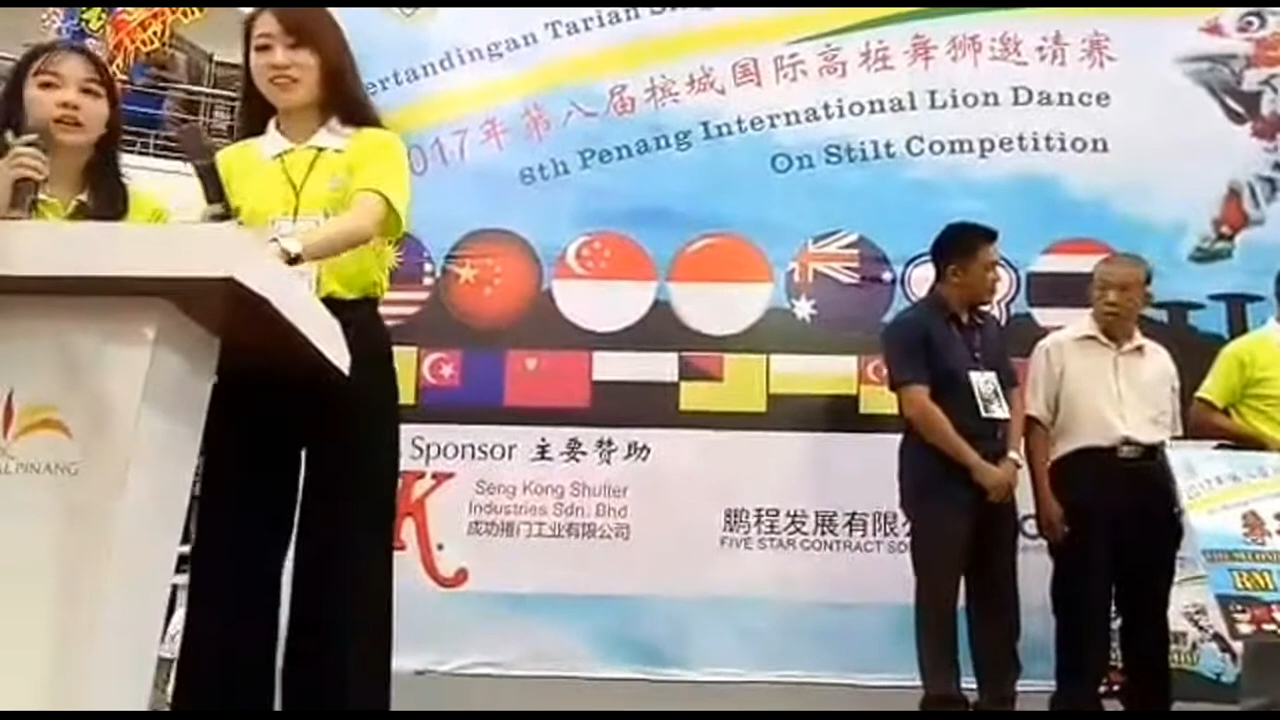 ertandingan Tarian
2017年第八届槟城国际高桩舞狮邀请赛
8th Penang International Lion Dance
On Stilt Competition
Sponsor 主要赞助
K.
Seng Kong Shutter
Industries Sdn. Bhd
成功捲门工业有限公司
鹏程发展有限
FIVE STAR CONTRACT
AL PINANG
RM